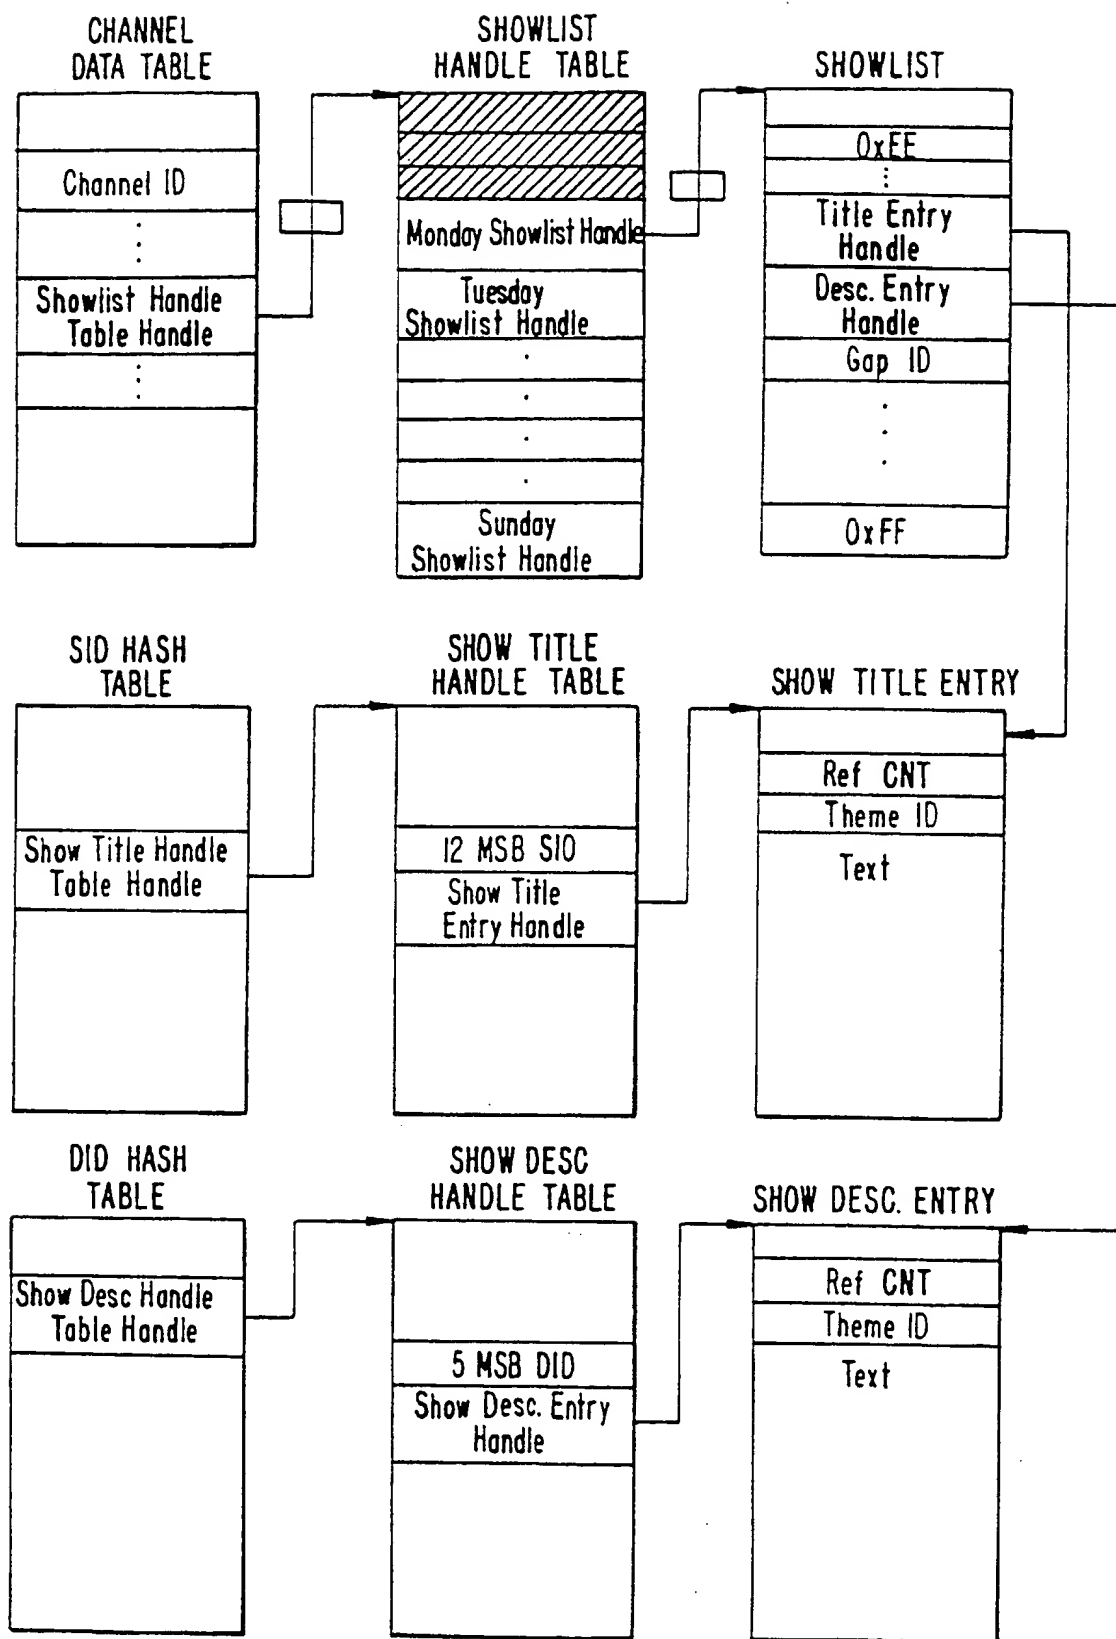 CHANNEL
DATA TABLE
Channel ID
Showlist Handle
Table Handle
SHOWLIST
HANDLE TABLE
Monday Showlist Handle
Tuesday
Showlist Handle
Sunday
Showlist Handle
SHOWLIST
0xEE
Title Entry
Handle
Desc. Entry
Handle
Gap ID
0xFF
SID HASH
TABLE
Show Title Handle
Table Handle
SHOW TITLE
HANDLE TABLE
12 MSB SIO
Show Title
Entry Handle
SHOW TITLE ENTRY
Ref CNT
Theme ID
Text
DID HASH
TABLE
Show Desc Handle
Table Handle
SHOW DESC
HANDLE TABLE
5 MSB DID
Show Desc. Entry
Handle
SHOW DESC. ENTRY
Ref CNT
Theme ID
Text